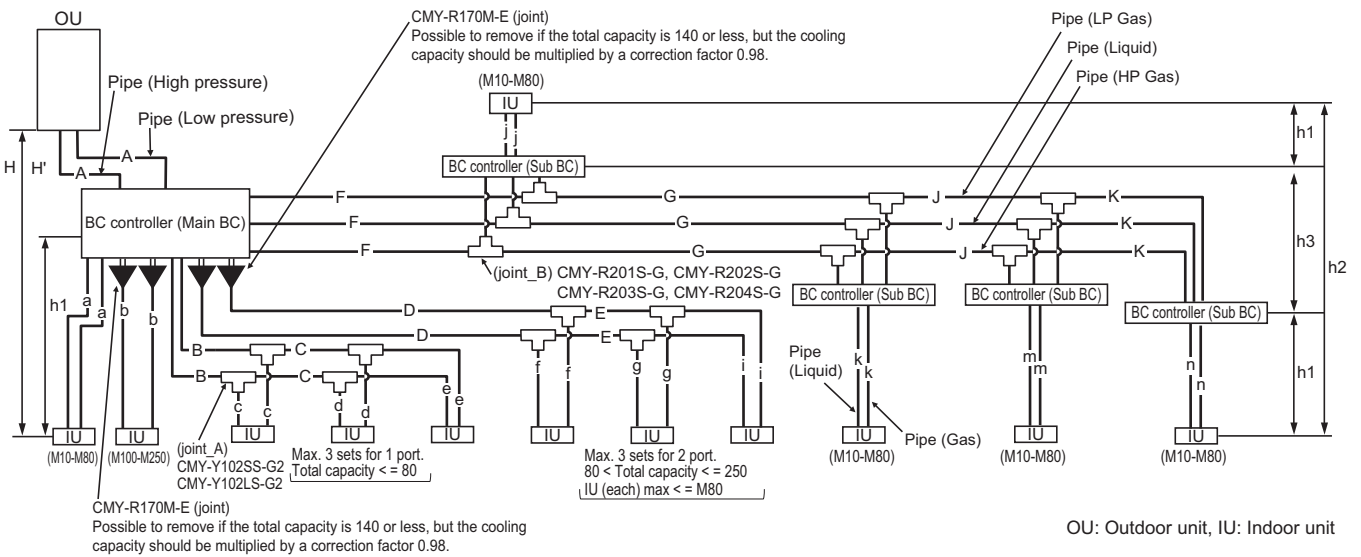 OU
CMY-R170M-E (joint)
Possible to remove if the total capacity is 140 or less, but the cooling
capacity should be multiplied by a correction factor 0.98.
Pipe (LP Gas)
Pipe (Liquid)
Pipe (HP Gas)
Pipe (High pressure)
Pipe (Low pressure)
(M10-M80)
IU
j
j
h1
H
H'
A
A
BC controller (Sub BC)
h2
h3
BC controller (Main BC)
F
G
J
K
F
G
J
K
F
G
J
K
(joint_B) CMY-R201S-G, CMY-R202S-G
CMY-R203S-G, CMY-R204S-G
BC controller (Sub BC)
BC controller (Sub BC)
BC controller (Sub BC)
h1
a
a
b
b
D
E
D
E
B
C
B
C
c
c
d
d
e
e
f
f
g
g
i
i
Pipe
(Liquid)
k
k
m
m
n
n
h1
Pipe (Gas)
IU
IU
IU
IU
IU
IU
IU
IU
IU
IU
IU
(M10-M80)
(M100-M250)
(M10-M80)
(M10-M80)
(M10-M80)
(joint_A)
CMY-Y102SS-G2
CMY-Y102LS-G2
Max. 3 sets for 1 port.
Total capacity < = 80
Max. 3 sets for 2 port.
80 < Total capacity < = 250
IU (each) max < = M80
CMY-R170M-E (joint)
Possible to remove if the total capacity is 140 or less, but the cooling
capacity should be multiplied by a correction factor 0.98.
OU: Outdoor unit, IU: Indoor unit